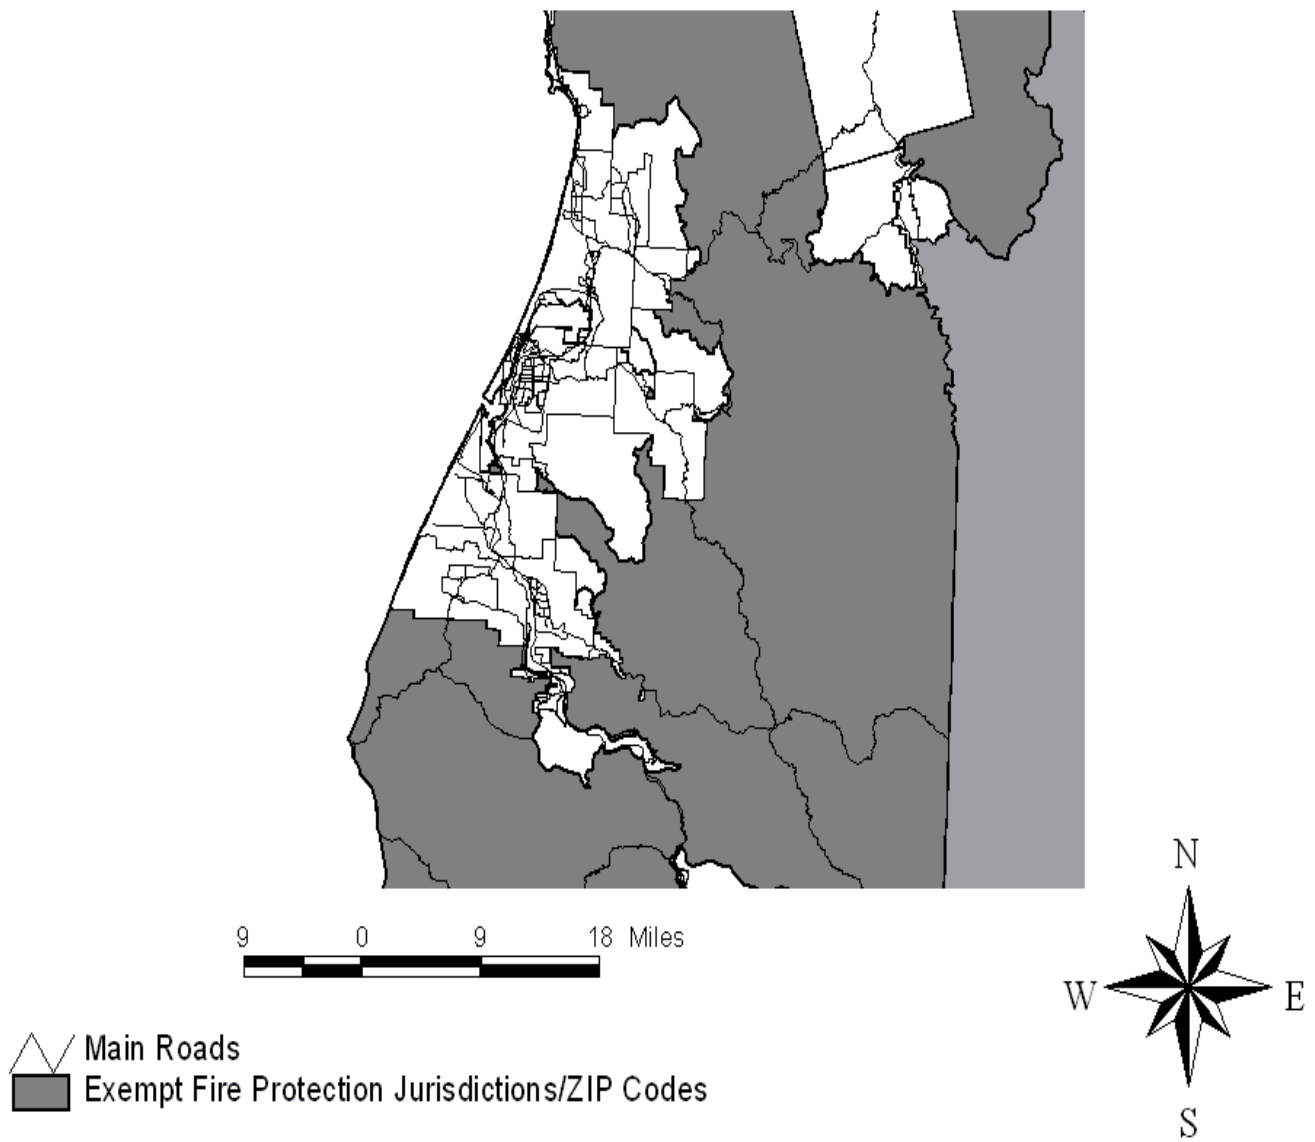 N
9 0 9 18 Miles
W E
Main Roads
Exempt Fire Protection Jurisdictions/ZIP Codes
S